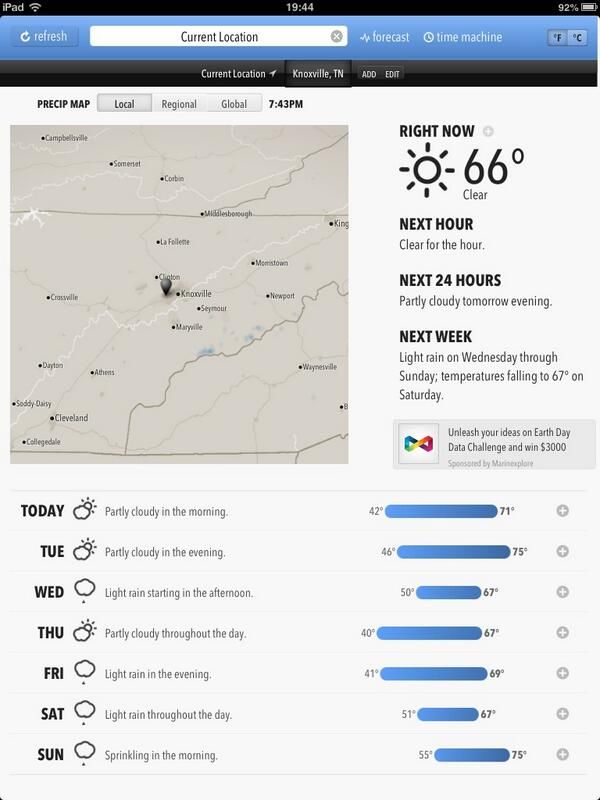 iPad 19:44 92%
refresh Current Location forecast time machine °F °C
Current Location Knoxville, TN ADD EDIT
PRECIP MAP Local Regional Global 7:43PM
Campbellsville
Somerset
Corbin
Middlesborough
King
La Follette
Morristown
Clinton
Knoxville
Crossville
Newport
Seymour
Maryville
Dayton
Athens
Waynesville
Soddy-Daisy
B
Cleveland
Collegedale
RIGHT NOW
66°
Clear
NEXT HOUR
Clear for the hour.
NEXT 24 HOURS
Partly cloudy tomorrow evening.
NEXT WEEK
Light rain on Wednesday through
Sunday; temperatures falling to 67° on
Saturday.
Unleash your ideas on Earth Day
Data Challenge and win $3000
Sponsored by Marinexplore
TODAY Partly cloudy in the morning. 42° 71°
TUE Partly cloudy in the evening. 46° 75°
WED Light rain starting in the afternoon. 50° 67°
THU Partly cloudy throughout the day. 40° 67°
FRI Light rain in the evening. 41° 69°
SAT Light rain throughout the day. 51° 67°
SUN Sprinkling in the morning. 55° 75°